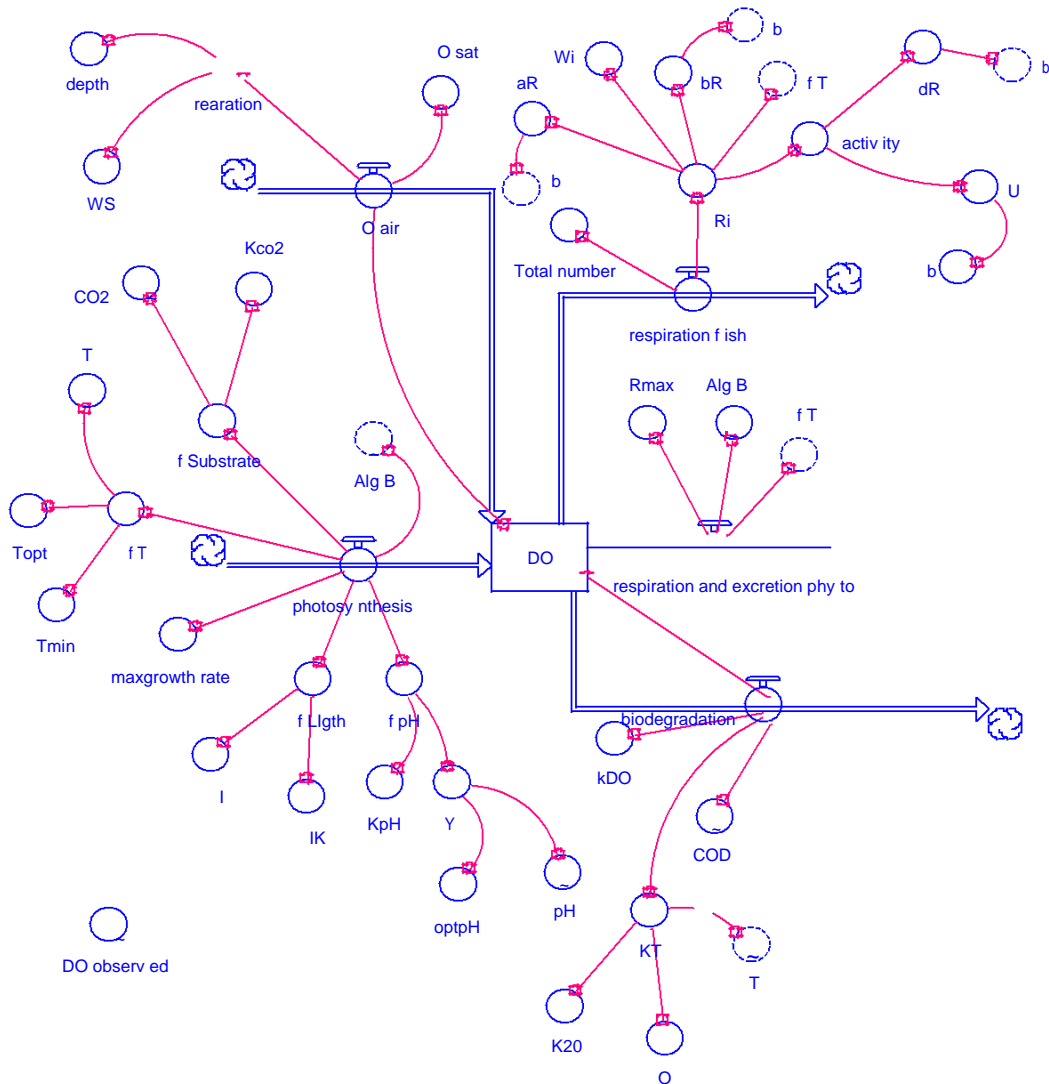 O sat
b
Wi
bR
f T
b
depth
aR
dR
rearation
activ ity
b
U
WS
O air
Ri
Kco2
Total number
b
CO2
respiration f ish
T
Rmax
Alg B
f T
f Substrate
Alg B
Topt
f T
DO
photosy nthesis
respiration and excretion phy to
Tmin
maxgrowth rate
f LIgth
f pH
biodegradation
I
IK
KpH
Y
kDO
COD
optpH
pH
DO observ ed
KT
T
K20
O